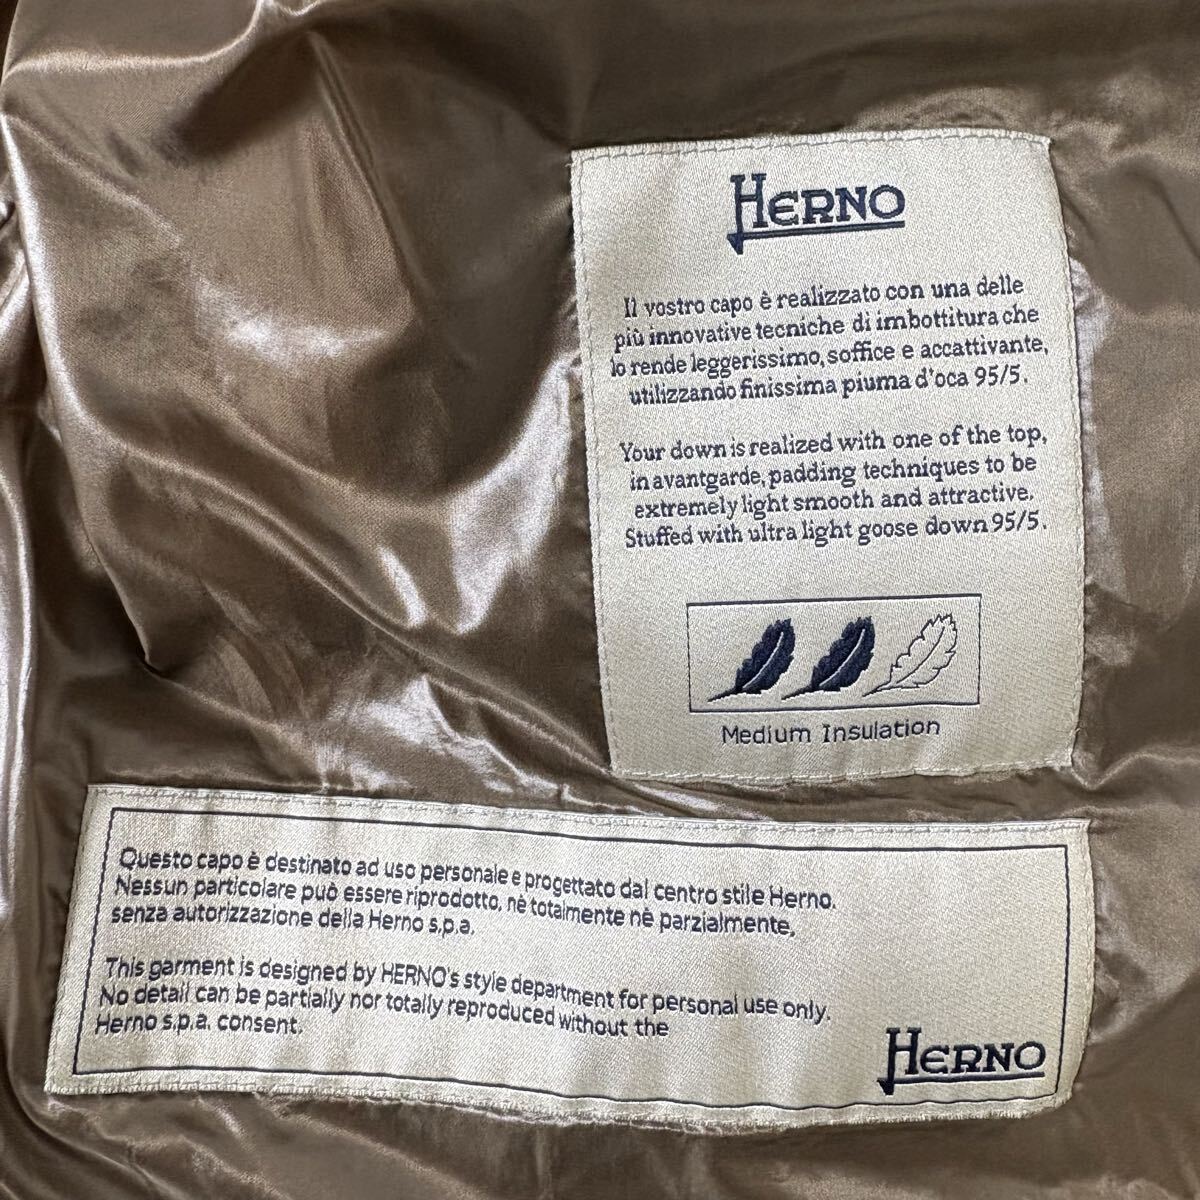 HERNO
Il vostro capo è realizzato con una delle
più innovative tecniche di imbottitura che
lo rende leggerissimo, soffice e accattivante,
utilizzando finissima piuma d'oca 95/5.
Your down is realized with one of the top,
in avantgarde, padding techniques to be
extremely light smooth and attractive.
Stuffed with ultra light goose down 95/5.
Medium Insulation
Questo capo è destinato ad uso personale e progettato dal centro stile Herno.
Nessun particolare può essere riprodotto, nè totalmente nè parzialmente,
senza autorizzazione della Herno s.p.a.
This garment is designed by HERNO's style department for personal use only.
No detail can be partially nor totally reproduced without the
Herno s.p.a. consent.
HERNO